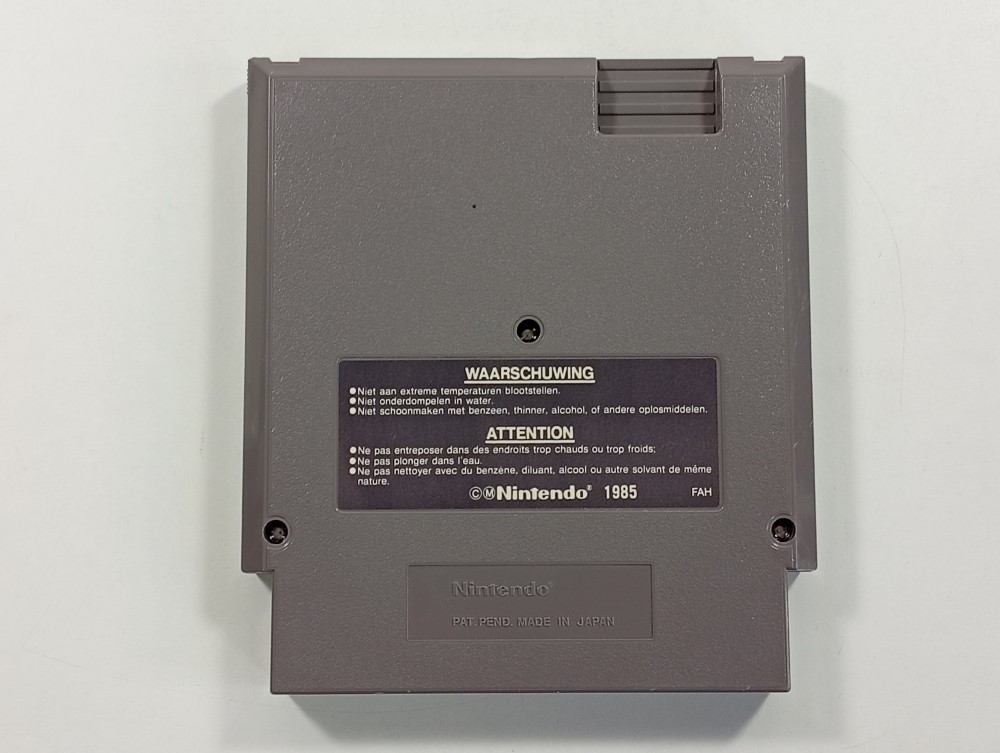 WAARSCHUWING
●Niet aan extreme temperaturen blootstellen.
●Niet onderdompelen in water.
●Niet schoonmaken met benzeen, thinner, alcohol, of andere oplosmiddelen.
ATTENTION
●Ne pas entreposer dans des endroits trop chauds ou trop froids;
●Ne pas plonger dans l'eau.
●Ne pas nettoyer avec du benzène, diluant, alcool ou autre solvant de même
nature.
©ⓂNintendo® 1985 FAH
Nintendo®
PAT. PEND. MADE IN JAPAN